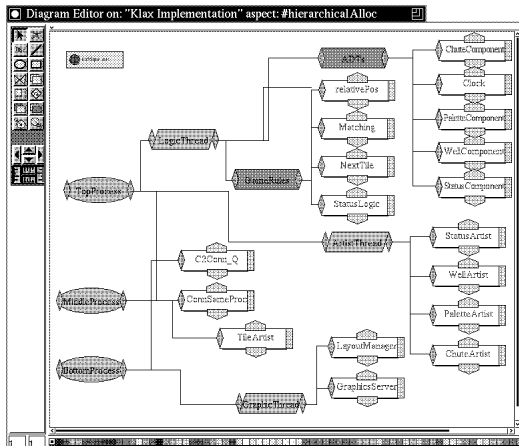 Diagram Editor on: "Klax Implementation" aspect: #hierarchicalAlloc
ADTs
ChuteComponent
relativePos
Clock
LogicThread
Matching
PaletteComponent
NextTile
WellComponent
GameRules
TopProcess
StatusLogic
StatusComponent
ArtistThread
StatusArtist
C2Conn_Q
WellArtist
MiddleProcess
ConnSameProc
PaletteArtist
TileArtist
LayoutManager
ChuteArtist
BottomProcess
GraphicsServer
GraphicThread